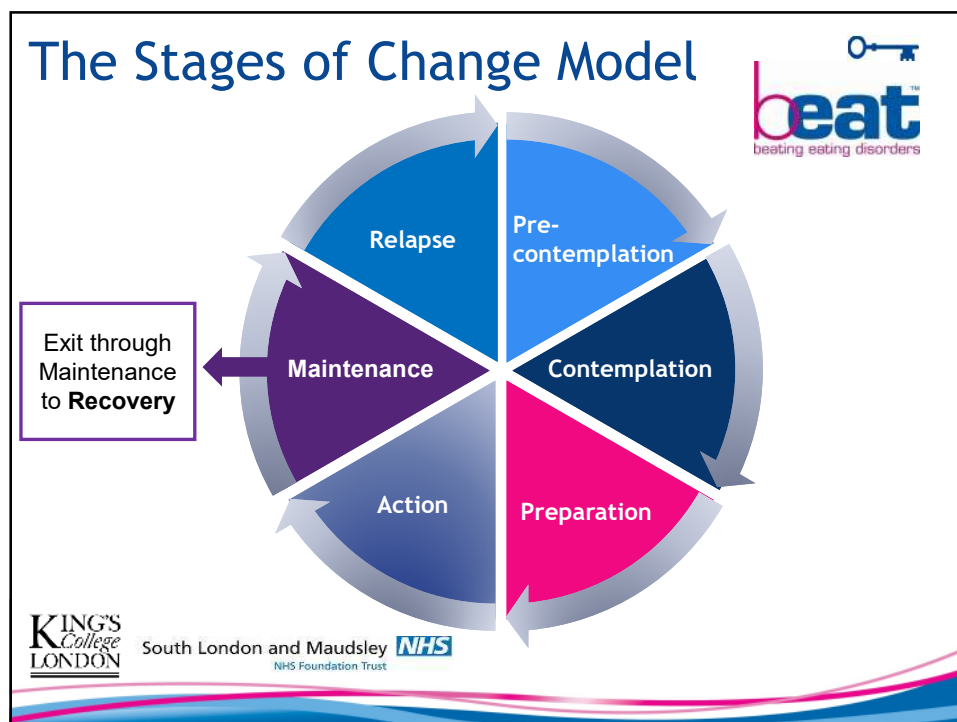 The Stages of Change Model
beat™
beating eating disorders
Relapse
Pre-
contemplation
Exit through
Maintenance
to Recovery
Maintenance
Contemplation
Action
Preparation
KING'S
College
LONDON
South London and Maudsley NHS
NHS Foundation Trust